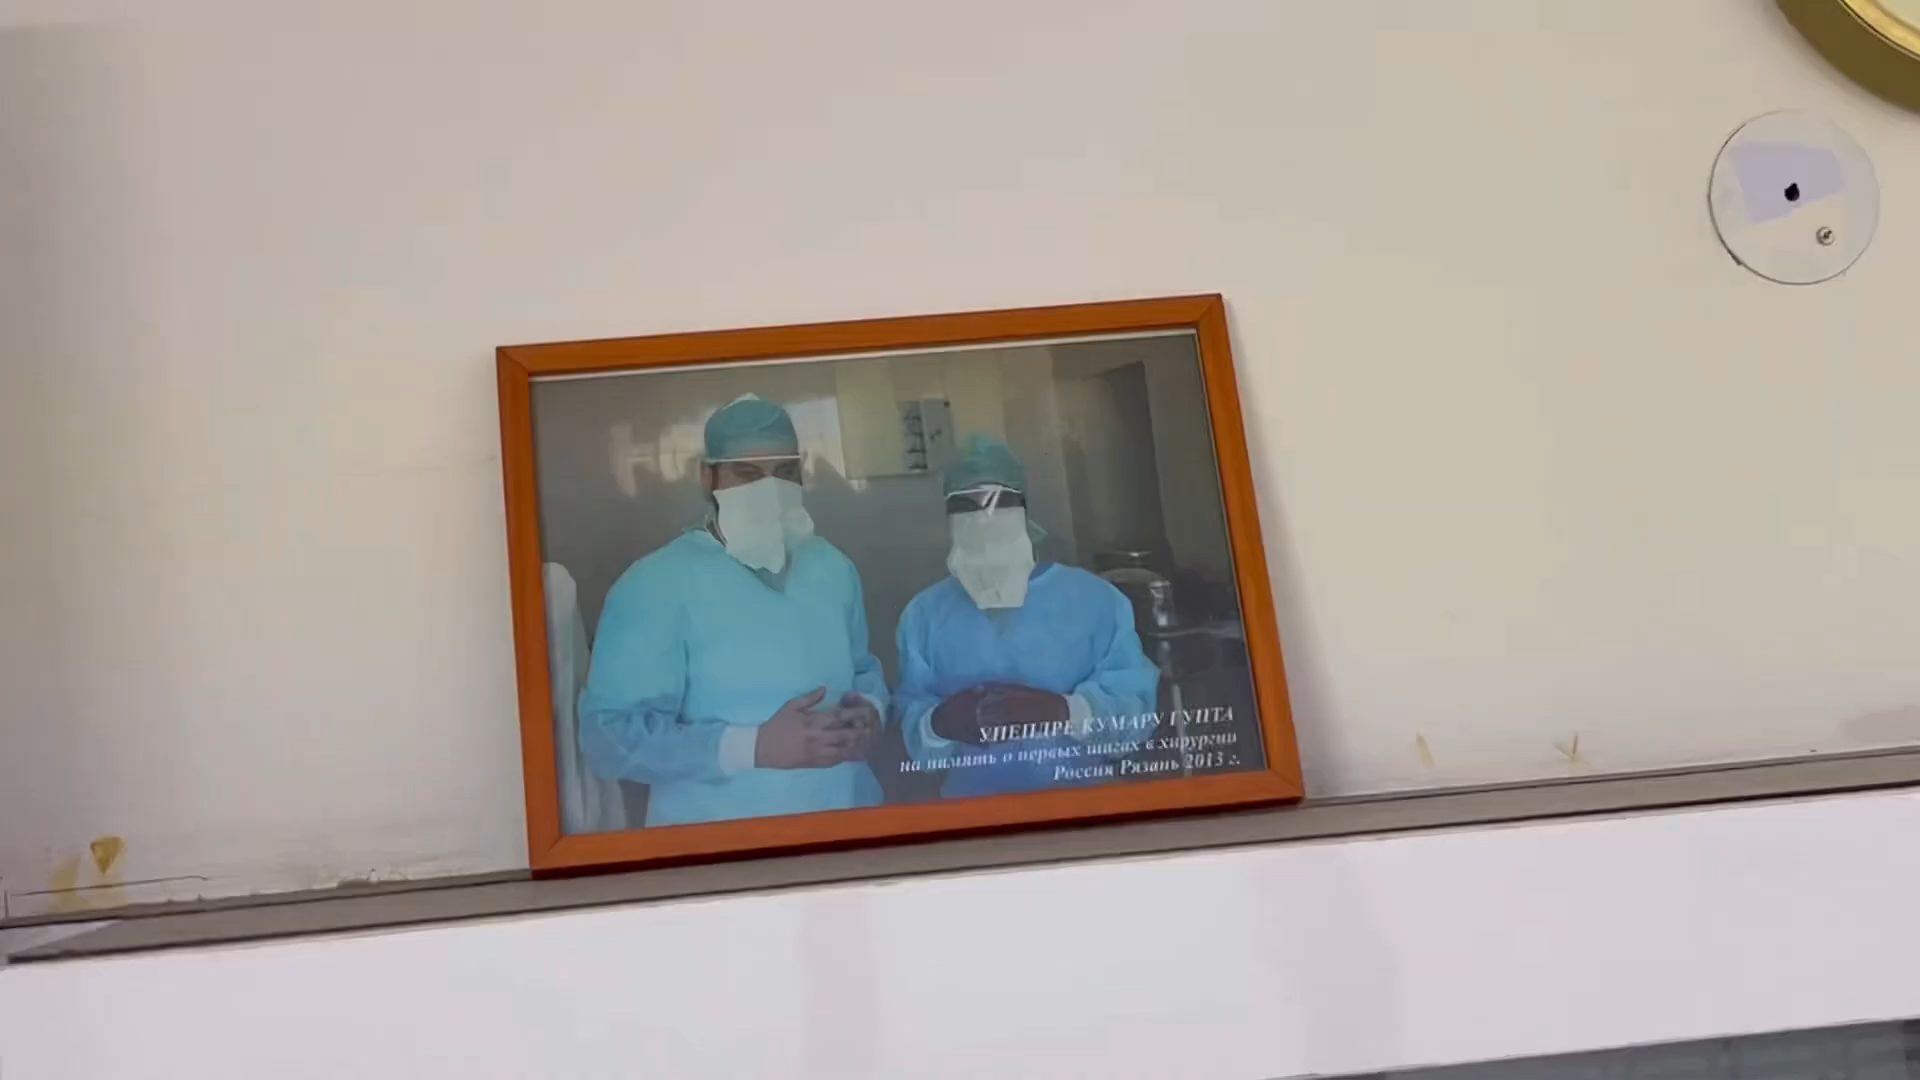 УПЕНДРЕ КУМАРУ ГУПТА
на память о первых шагах в хирургии
Россия Рязань 2013 г.